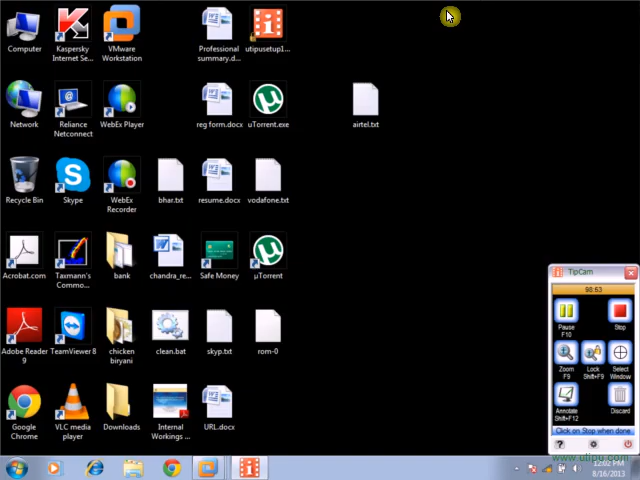 Computer
Kaspersky
Internet Se...
VMware
Workstation
Professional
summary.d...
utipusetup1...
Network
Reliance
Netconnect
WebEx Player
reg form.docx
uTorrent.exe
airtel.txt
Recycle Bin
Skype
WebEx
Recorder
bhar.txt
resume.docx
vodafone.txt
Acrobat.com
Taxmann's
Commo...
bank
chandra_re...
Safe Money
µTorrent
Adobe Reader
9
TeamViewer 8
chicken
biryani
clean.bat
skyp.txt
rom-0
Google
Chrome
VLC media
player
Downloads
Internal
Workings ...
URL.docx
TipCam
98:53
Pause
F10
Stop
Zoom
F9
Lock
Shift+F9
Select
Window
Annotate
Shift+F12
Discard
Click on Stop when done
www.utipu.com
12:02 PM
8/16/2013